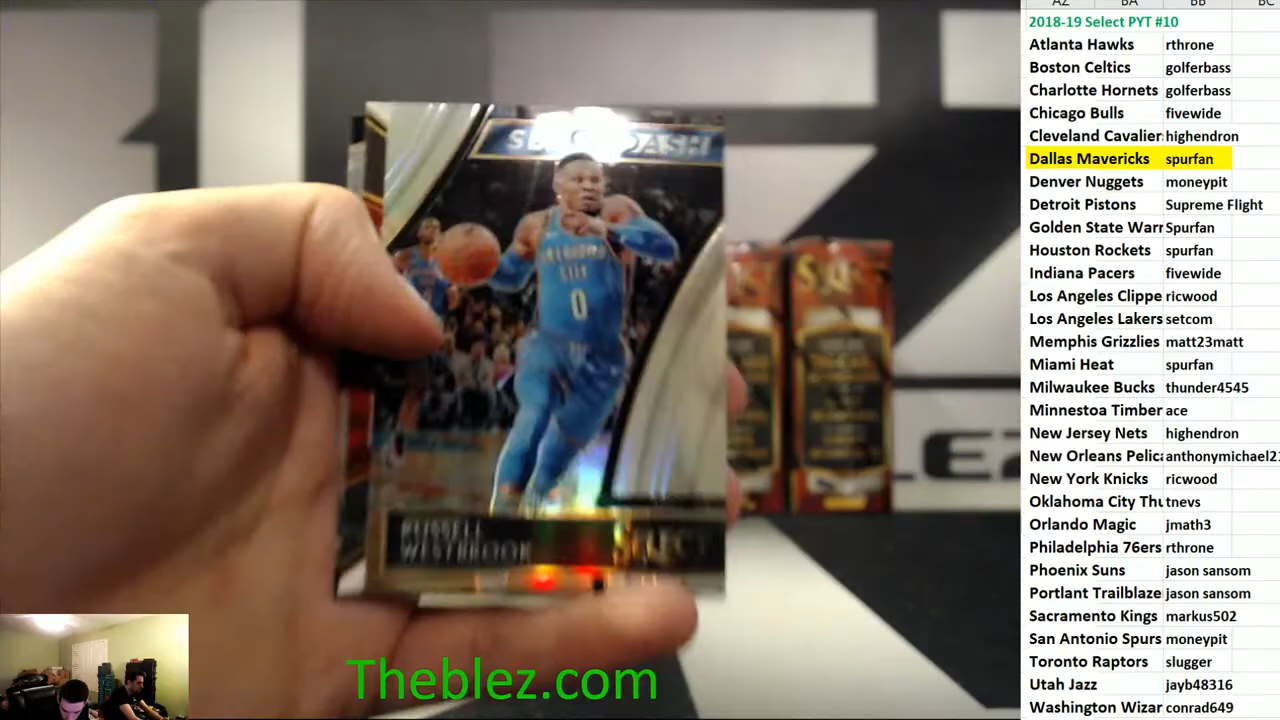 AZ BA BB BC
2018-19 Select PYT #10
Atlanta Hawks rthrone
Boston Celtics golferbass
Charlotte Hornets golferbass
Chicago Bulls fivewide
Cleveland Cavalier highendron
Dallas Mavericks spurfan
Denver Nuggets moneypit
Detroit Pistons Supreme Flight
Golden State Warr Spurfan
Houston Rockets spurfan
Indiana Pacers fivewide
Los Angeles Clippe ricwood
Los Angeles Lakers setcom
Memphis Grizzlies matt23matt
Miami Heat spurfan
Milwaukee Bucks thunder4545
Minnestoa Timber ace
New Jersey Nets highendron
New Orleans Pelica anthonymichael21
New York Knicks ricwood
Oklahoma City Thu tnevs
Orlando Magic jmath3
Philadelphia 76ers rthrone
Phoenix Suns jason sansom
Portlant Trailblaze jason sansom
Sacramento Kings markus502
San Antonio Spurs moneypit
Toronto Raptors slugger
Utah Jazz jayb48316
Washington Wizar conrad649
0
RUSSELL
WESTBROOK
SELECT
Theblez.com